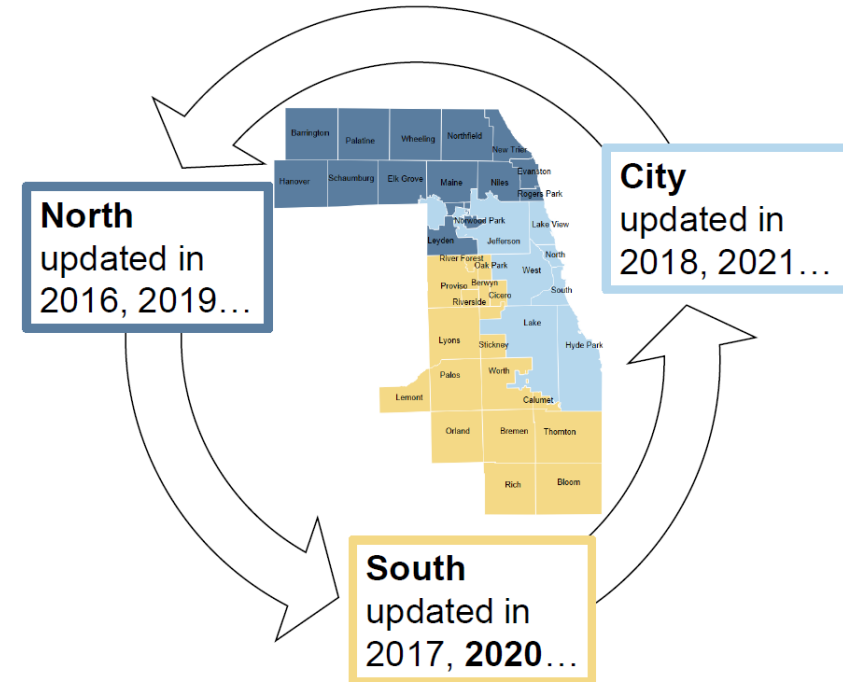 Barrington
Palatine
Wheeling
Northfield
New Trier
Hanover
Schaumburg
Elk Grove
Maine
Niles
Evanston
Rogers Park
North
updated in
2016, 2019…
City
updated in
2018, 2021…
Norwood Park
Lake View
Leyden
Jefferson
North
River Forest
Oak Park
West
Proviso
Berwyn
South
Riverside
Cicero
Lake
Lyons
Stickney
Hyde Park
Palos
Worth
Lemont
Calumet
Orland
Bremen
Thornton
Rich
Bloom
South
updated in
2017, 2020…